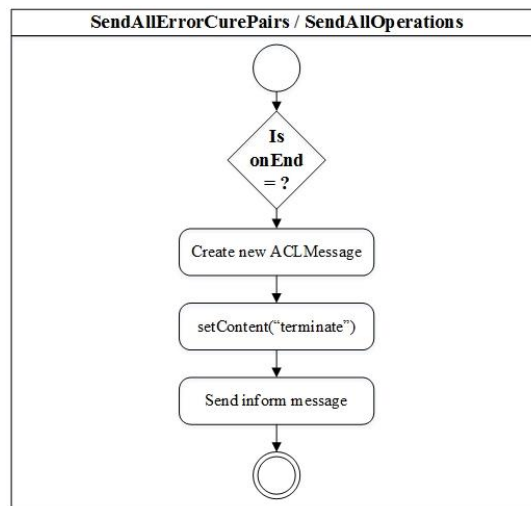 SendAllErrorCurePairs / SendAllOperations
Is
onEnd
= ?
Create new ACLMessage
setContent(“terminate”)
Send inform message